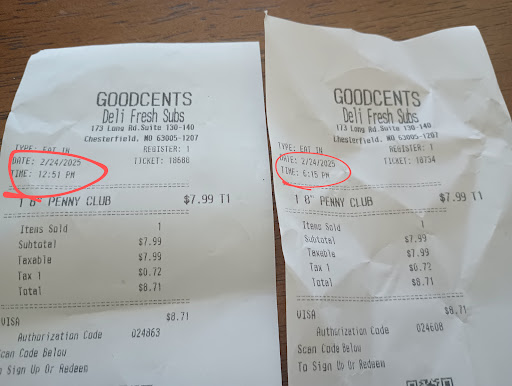 GOODCENTS
Deli Fresh Subs
173 Long Rd.Suite 130-140
Chesterfield, MO 63005-1207
TYPE: EAT IN REGISTER: 1
DATE: 2/24/2025 TICKET: 18688
TIME: 12:51 PM
1 8" PENNY CLUB $7.99 T1
Items Sold 1
Subtotal $7.99
Taxable $7.99
Tax 1 $0.72
Total $8.71
VISA $8.71
Authorization Code 024863
Scan Code Below
To Sign Up Or Redeem
GOODCENTS
Deli Fresh Subs
173 Long Rd.Suite 130-140
Chesterfield, MO 63005-1207
TYPE: EAT IN REGISTER: 1
DATE: 2/24/2025 TICKET: 18734
TIME: 6:15 PM
1 8" PENNY CLUB $7.99 T1
Items Sold 1
Subtotal $7.99
Taxable $7.99
Tax 1 $0.72
Total $8.71
VISA $8.71
Authorization Code 024608
Scan Code Below
To Sign Up Or Redeem